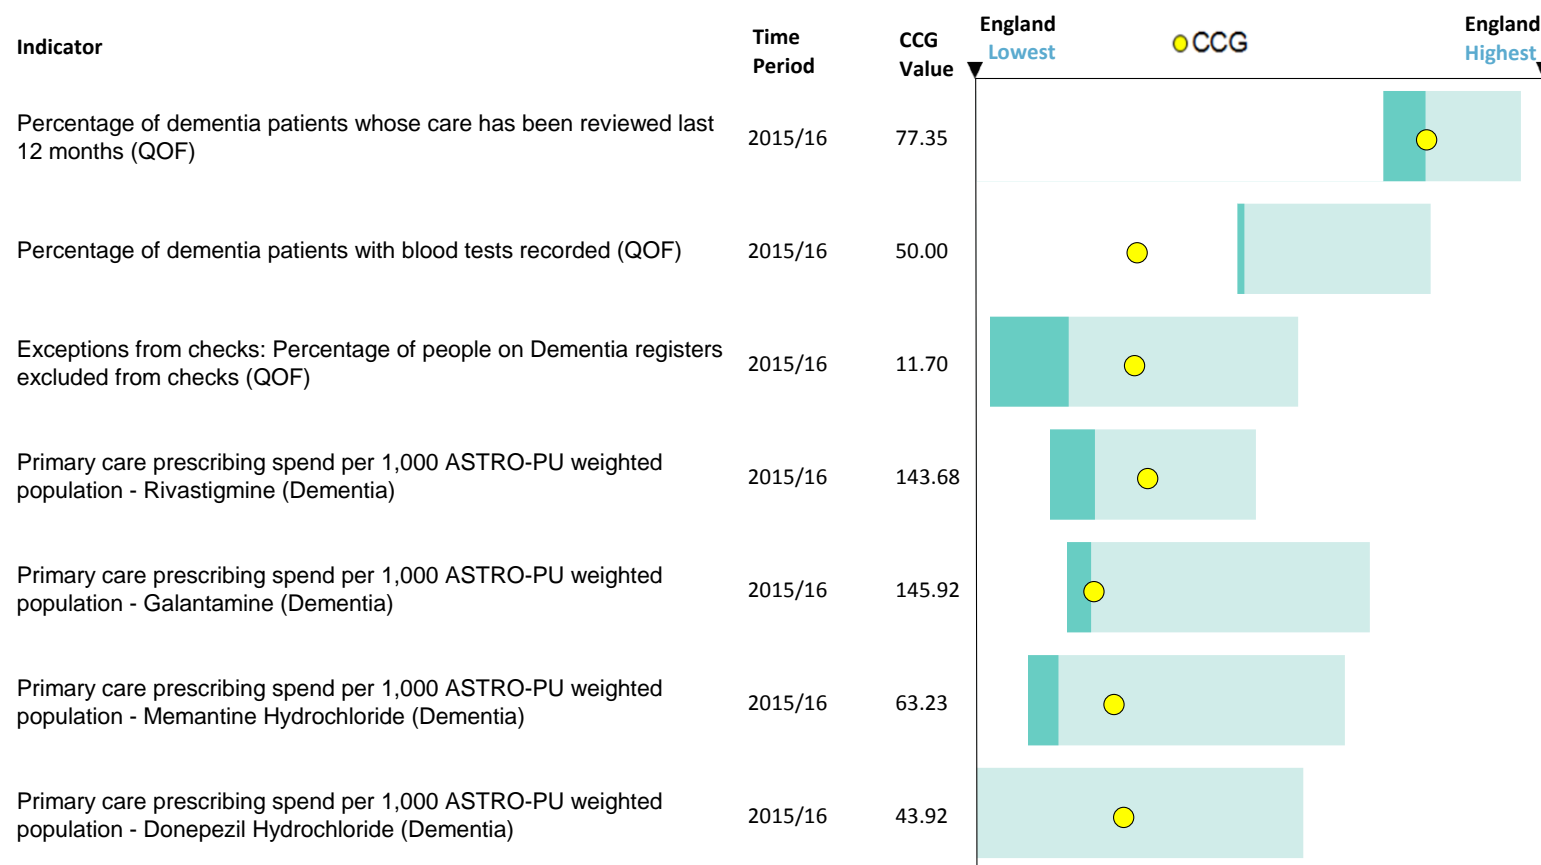 Indicator
Time Period
CCG Value
England Lowest
CCG
England Highest
Percentage of dementia patients whose care has been reviewed last
12 months (QOF)
2015/16
77.35
Percentage of dementia patients with blood tests recorded (QOF)
2015/16
50.00
Exceptions from checks: Percentage of people on Dementia registers
excluded from checks (QOF)
2015/16
11.70
Primary care prescribing spend per 1,000 ASTRO-PU weighted
population - Rivastigmine (Dementia)
2015/16
143.68
Primary care prescribing spend per 1,000 ASTRO-PU weighted
population - Galantamine (Dementia)
2015/16
145.92
Primary care prescribing spend per 1,000 ASTRO-PU weighted
population - Memantine Hydrochloride (Dementia)
2015/16
63.23
Primary care prescribing spend per 1,000 ASTRO-PU weighted
population - Donepezil Hydrochloride (Dementia)
2015/16
43.92